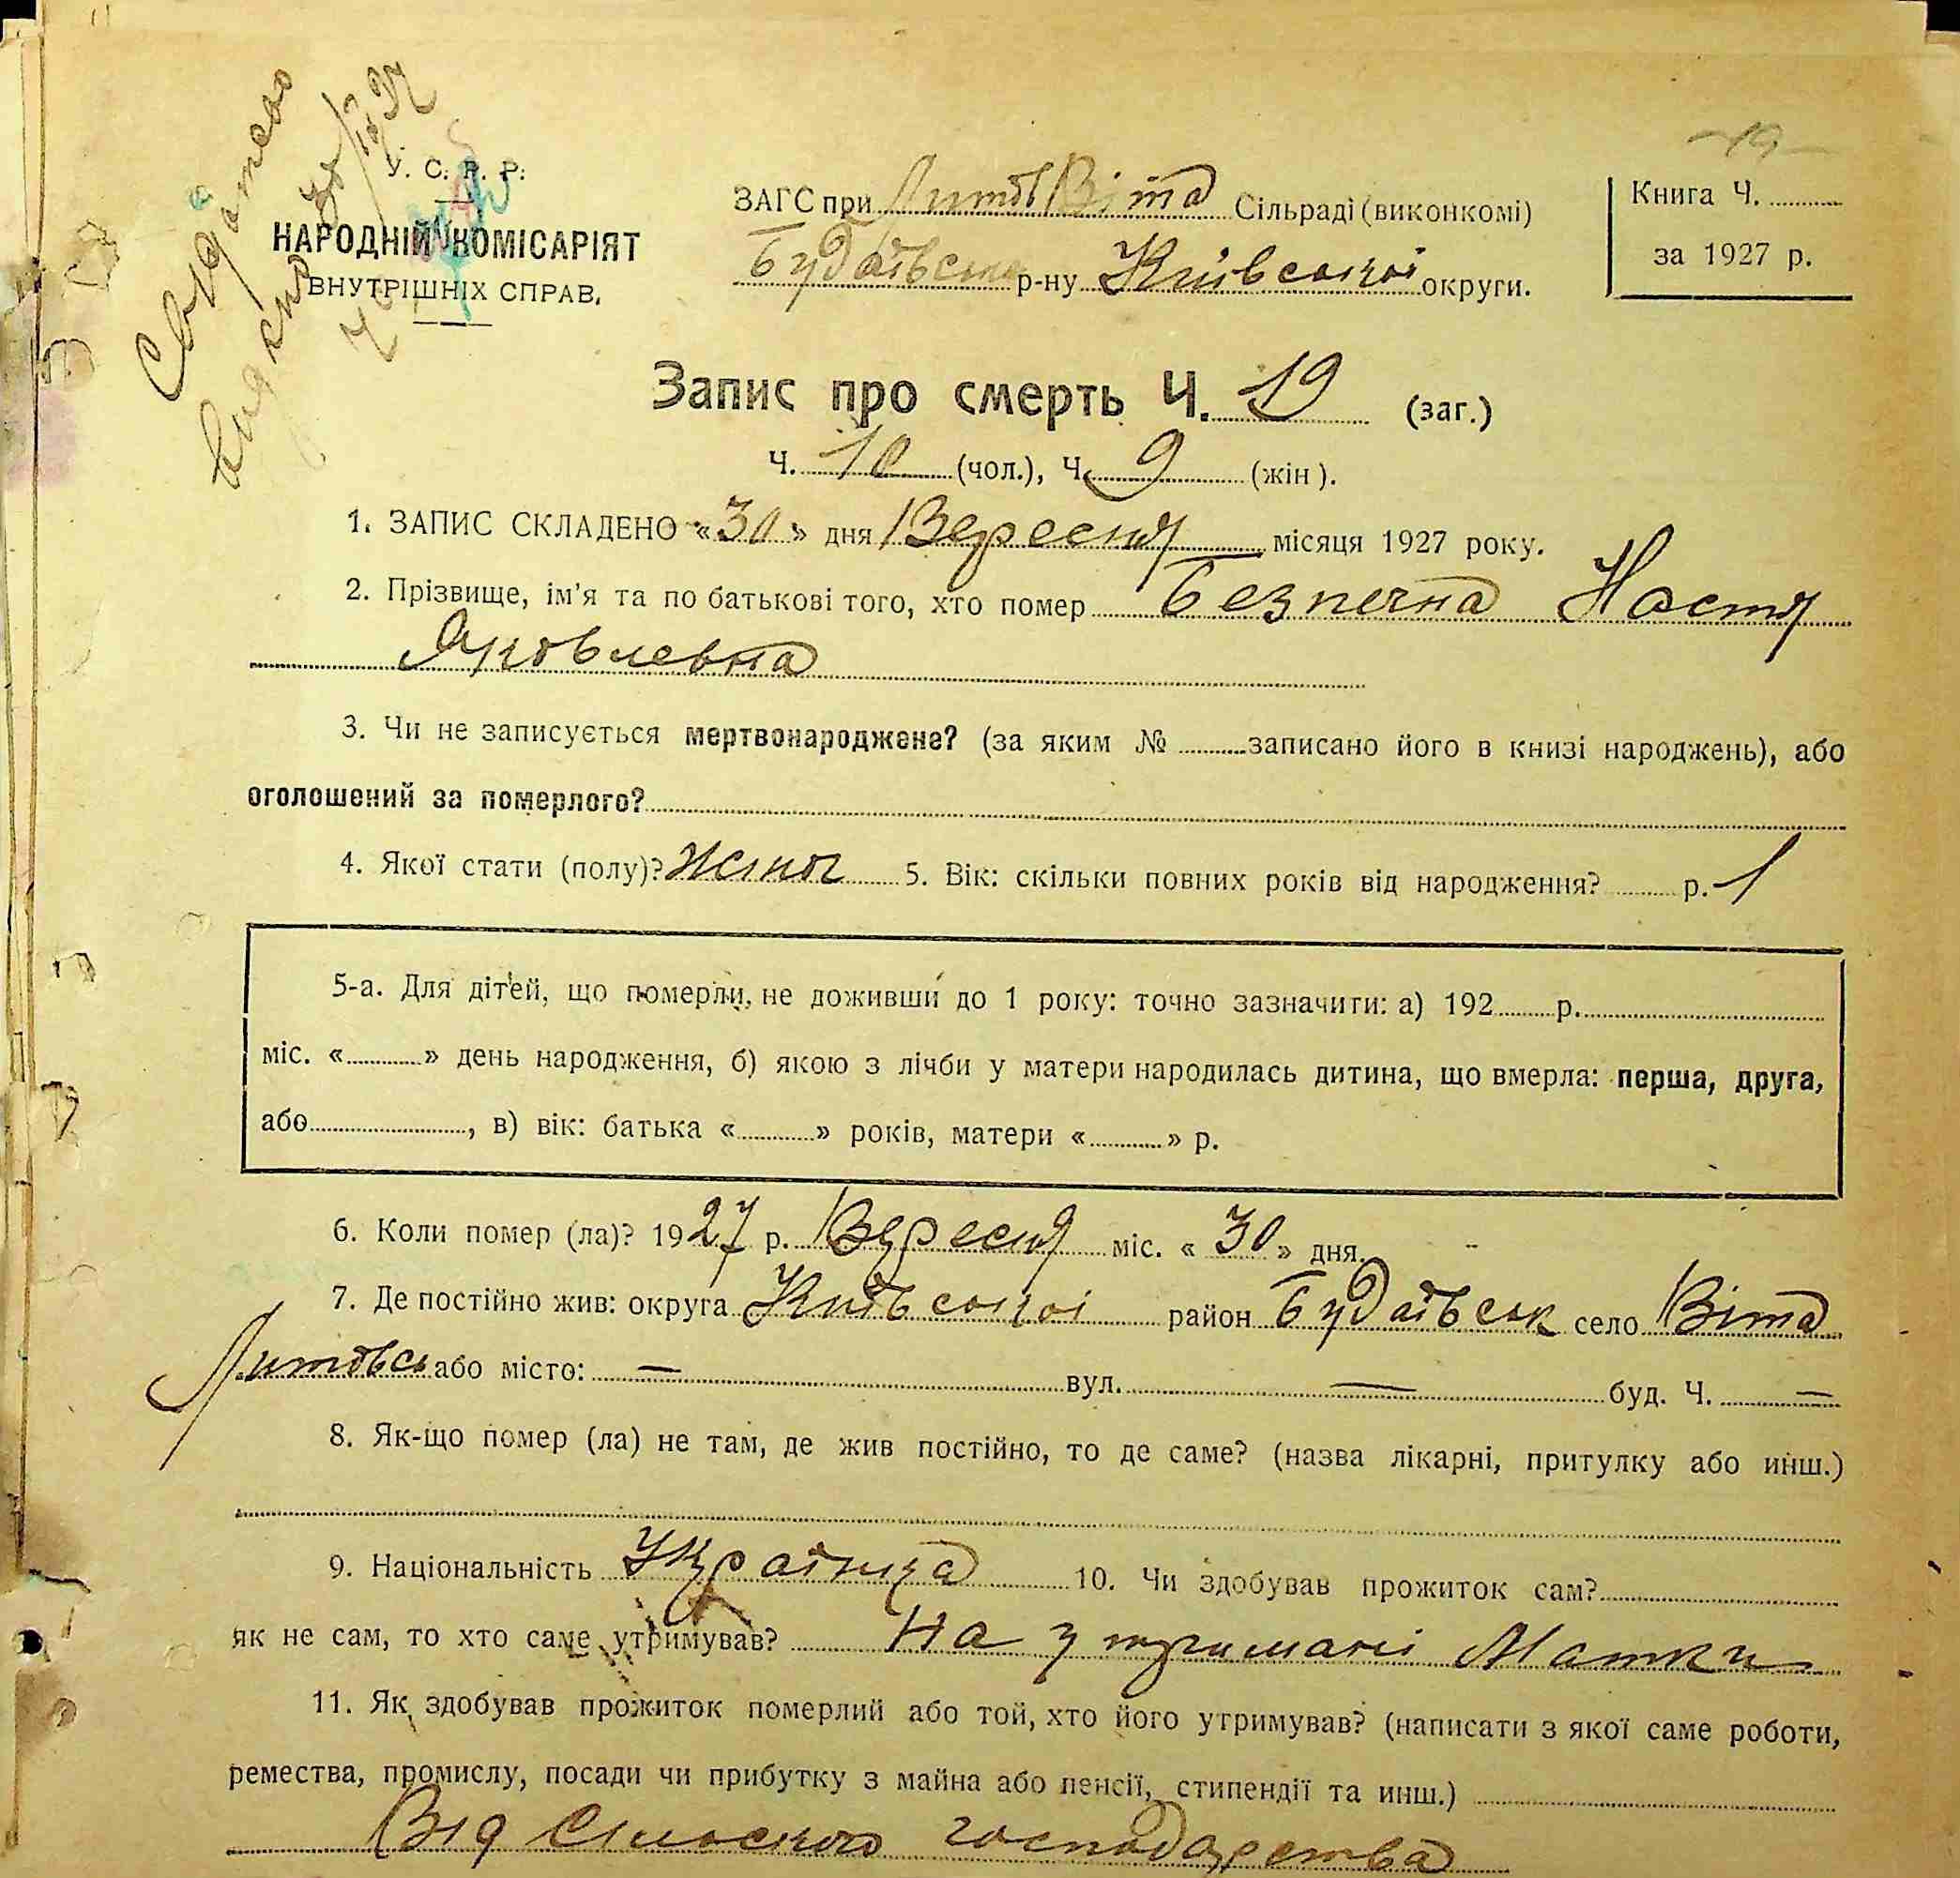 Свідоцтво
У. С. Р. Р.
НАРОДНІЙ КОМІСАРІЯТ
ВНУТРІШНІХ СПРАВ.
ЗАГС при Литов Віта Сільраді (виконкомі)
Будаївськ р-ну Київської округи.
19
Книга Ч.
за 1927 р.
Запис про смерть Ч. 19 (заг.)
Ч. 10 (чол.), Ч. 9 (жін).
1. ЗАПИС СКЛАДЕНО «30» дня Вересня місяця 1927 року.
2. Прізвище, ім'я та по батькові того, хто помер Безпечна Настя
Яковлевна
3. Чи не записується мертвонароджене? (за яким № записано його в книзі народжень), або
оголошений за померлого?
4. Якої стати (полу)? Жіноч 5. Вік: скільки повних років від народження? р. 1
5-а. Для дітей, що померли, не доживши до 1 року: точно зазначити: а) 192 р.
міс. « » день народження, б) якою з лічби у матери народилась дитина, що вмерла: перша, друга,
або , в) вік: батька « » років, матери « » р.
6. Коли помер (ла)? 1927 р. Вересня міс. «30» дня.
7. Де постійно жив: округа Київської район Будаївськ село Віта
Литовсь або місто: — вул. — буд. Ч. —
8. Як-що помер (ла) не там, де жив постійно, то де саме? (назва лікарні, притулку або инш.)
9. Національність Українка 10. Чи здобував прожиток сам?
як не сам, то хто саме утримував? На утримані Матки
11. Як здобував прожиток померлий або той, хто його утримував? (написати з якої саме роботи,
ремества, промислу, посади чи прибутку з майна або пенсії, стипендії та инш.)
Від Сільского господарства